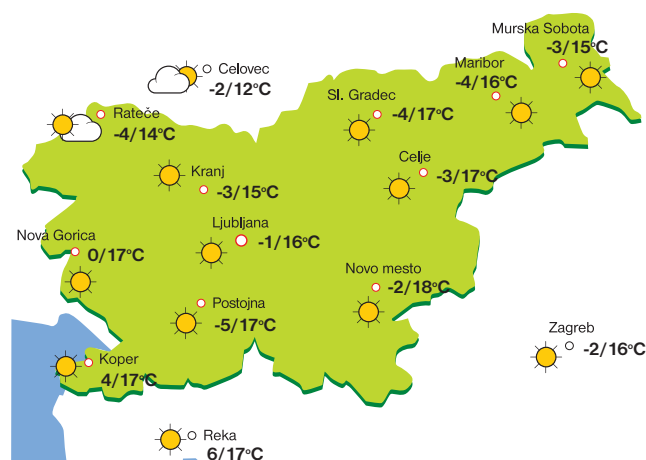 Murska Sobota
-3/15°C
Maribor
-4/16°C
Celovec
-2/12°C
Sl. Gradec
-4/17°C
Rateče
-4/14°C
Celje
-3/17°C
Kranj
-3/15°C
Ljubljana
-1/16°C
Nova Gorica
0/17°C
Novo mesto
-2/18°C
Postojna
-5/17°C
Zagreb
-2/16°C
Koper
4/17°C
Reka
6/17°C